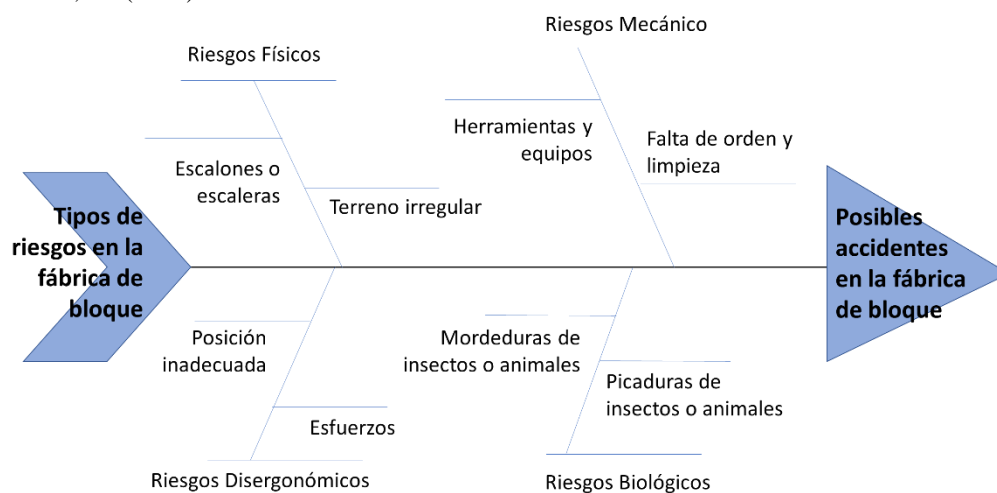 Riesgos Físicos
Riesgos Mecánico
Herramientas y
equipos
Falta de orden y
limpieza
Escalones o
escaleras
Terreno irregular
Tipos de
riesgos en la
fábrica de
bloque
Posibles
accidentes
en la fábrica
de bloque
Posición
inadecuada
Mordeduras de
insectos o animales
Picaduras de
insectos o animales
Esfuerzos
Riesgos Disergonómicos
Riesgos Biológicos